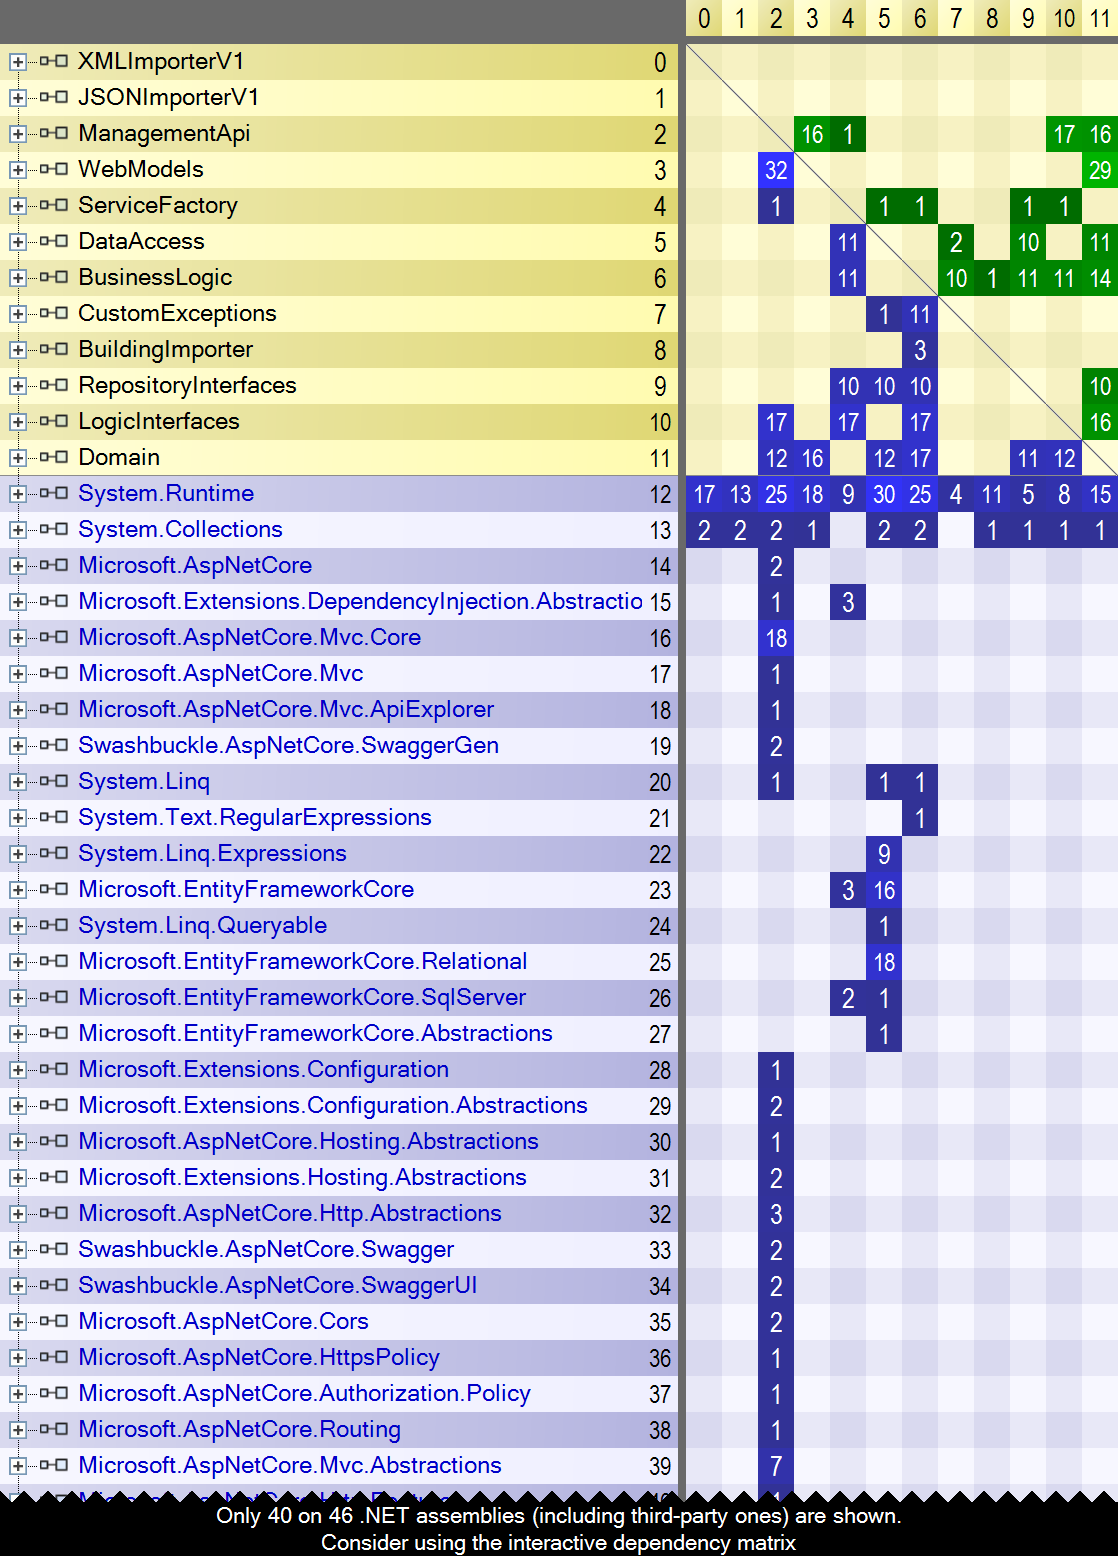 0 1 2 3 4 5 6 7 8 9 10 11
XMLImporterV1 0
JSONImporterV1 1
ManagementApi 2 16 1 17 16
WebModels 3 32 29
ServiceFactory 4 1 1 1 1 1
DataAccess 5 11 2 10 11
BusinessLogic 6 11 10 1 11 11 14
CustomExceptions 7 1 11
BuildingImporter 8 3
RepositoryInterfaces 9 10 10 10 10
LogicInterfaces 10 17 17 17 16
Domain 11 12 16 12 17 11 12
System.Runtime 12 17 13 25 18 9 30 25 4 11 5 8 15
System.Collections 13 2 2 2 1 2 2 1 1 1 1
Microsoft.AspNetCore 14 2
Microsoft.Extensions.DependencyInjection.Abstractio 15 1 3
Microsoft.AspNetCore.Mvc.Core 16 18
Microsoft.AspNetCore.Mvc 17 1
Microsoft.AspNetCore.Mvc.ApiExplorer 18 1
Swashbuckle.AspNetCore.SwaggerGen 19 2
System.Linq 20 1 1 1
System.Text.RegularExpressions 21 1
System.Linq.Expressions 22 9
Microsoft.EntityFrameworkCore 23 3 16
System.Linq.Queryable 24 1
Microsoft.EntityFrameworkCore.Relational 25 18
Microsoft.EntityFrameworkCore.SqlServer 26 2 1
Microsoft.EntityFrameworkCore.Abstractions 27 1
Microsoft.Extensions.Configuration 28 1
Microsoft.Extensions.Configuration.Abstractions 29 2
Microsoft.AspNetCore.Hosting.Abstractions 30 1
Microsoft.Extensions.Hosting.Abstractions 31 2
Microsoft.AspNetCore.Http.Abstractions 32 3
Swashbuckle.AspNetCore.Swagger 33 2
Swashbuckle.AspNetCore.SwaggerUI 34 2
Microsoft.AspNetCore.Cors 35 2
Microsoft.AspNetCore.HttpsPolicy 36 1
Microsoft.AspNetCore.Authorization.Policy 37 1
Microsoft.AspNetCore.Routing 38 1
Microsoft.AspNetCore.Mvc.Abstractions 39 7
Only 40 on 46 .NET assemblies (including third-party ones) are shown.
Consider using the interactive dependency matrix